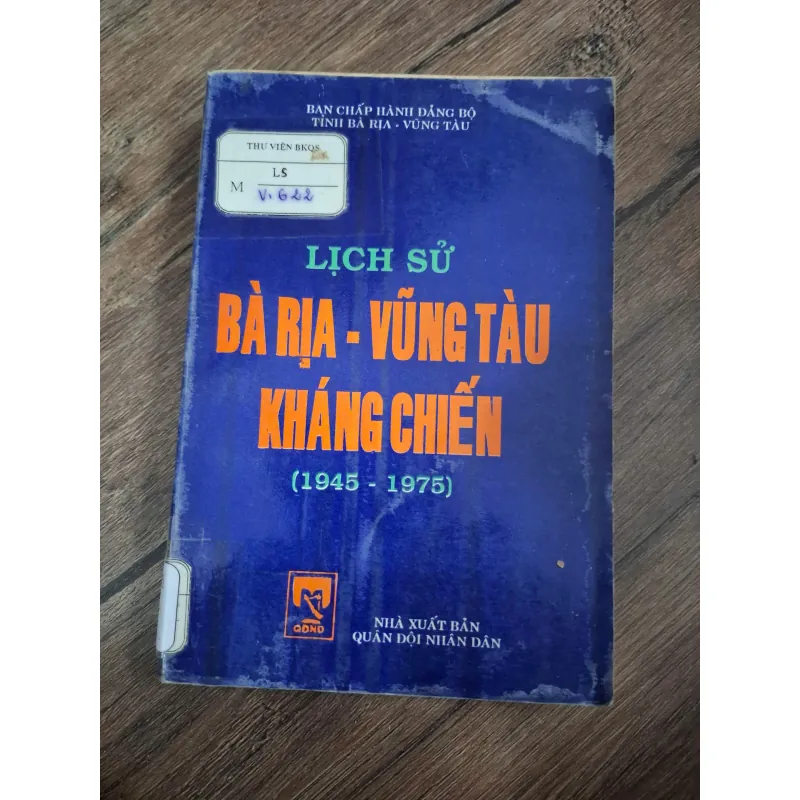 BAN CHẤP HÀNH ĐẢNG BỘ
TỈNH BÀ RỊA - VŨNG TÀU
THƯ VIỆN BKQS
LS
M
V.622
LỊCH SỬ
BÀ RỊA - VŨNG TÀU
KHÁNG CHIẾN
(1945 - 1975)
QĐND
NHÀ XUẤT BẢN
QUÂN ĐỘI NHÂN DÂN